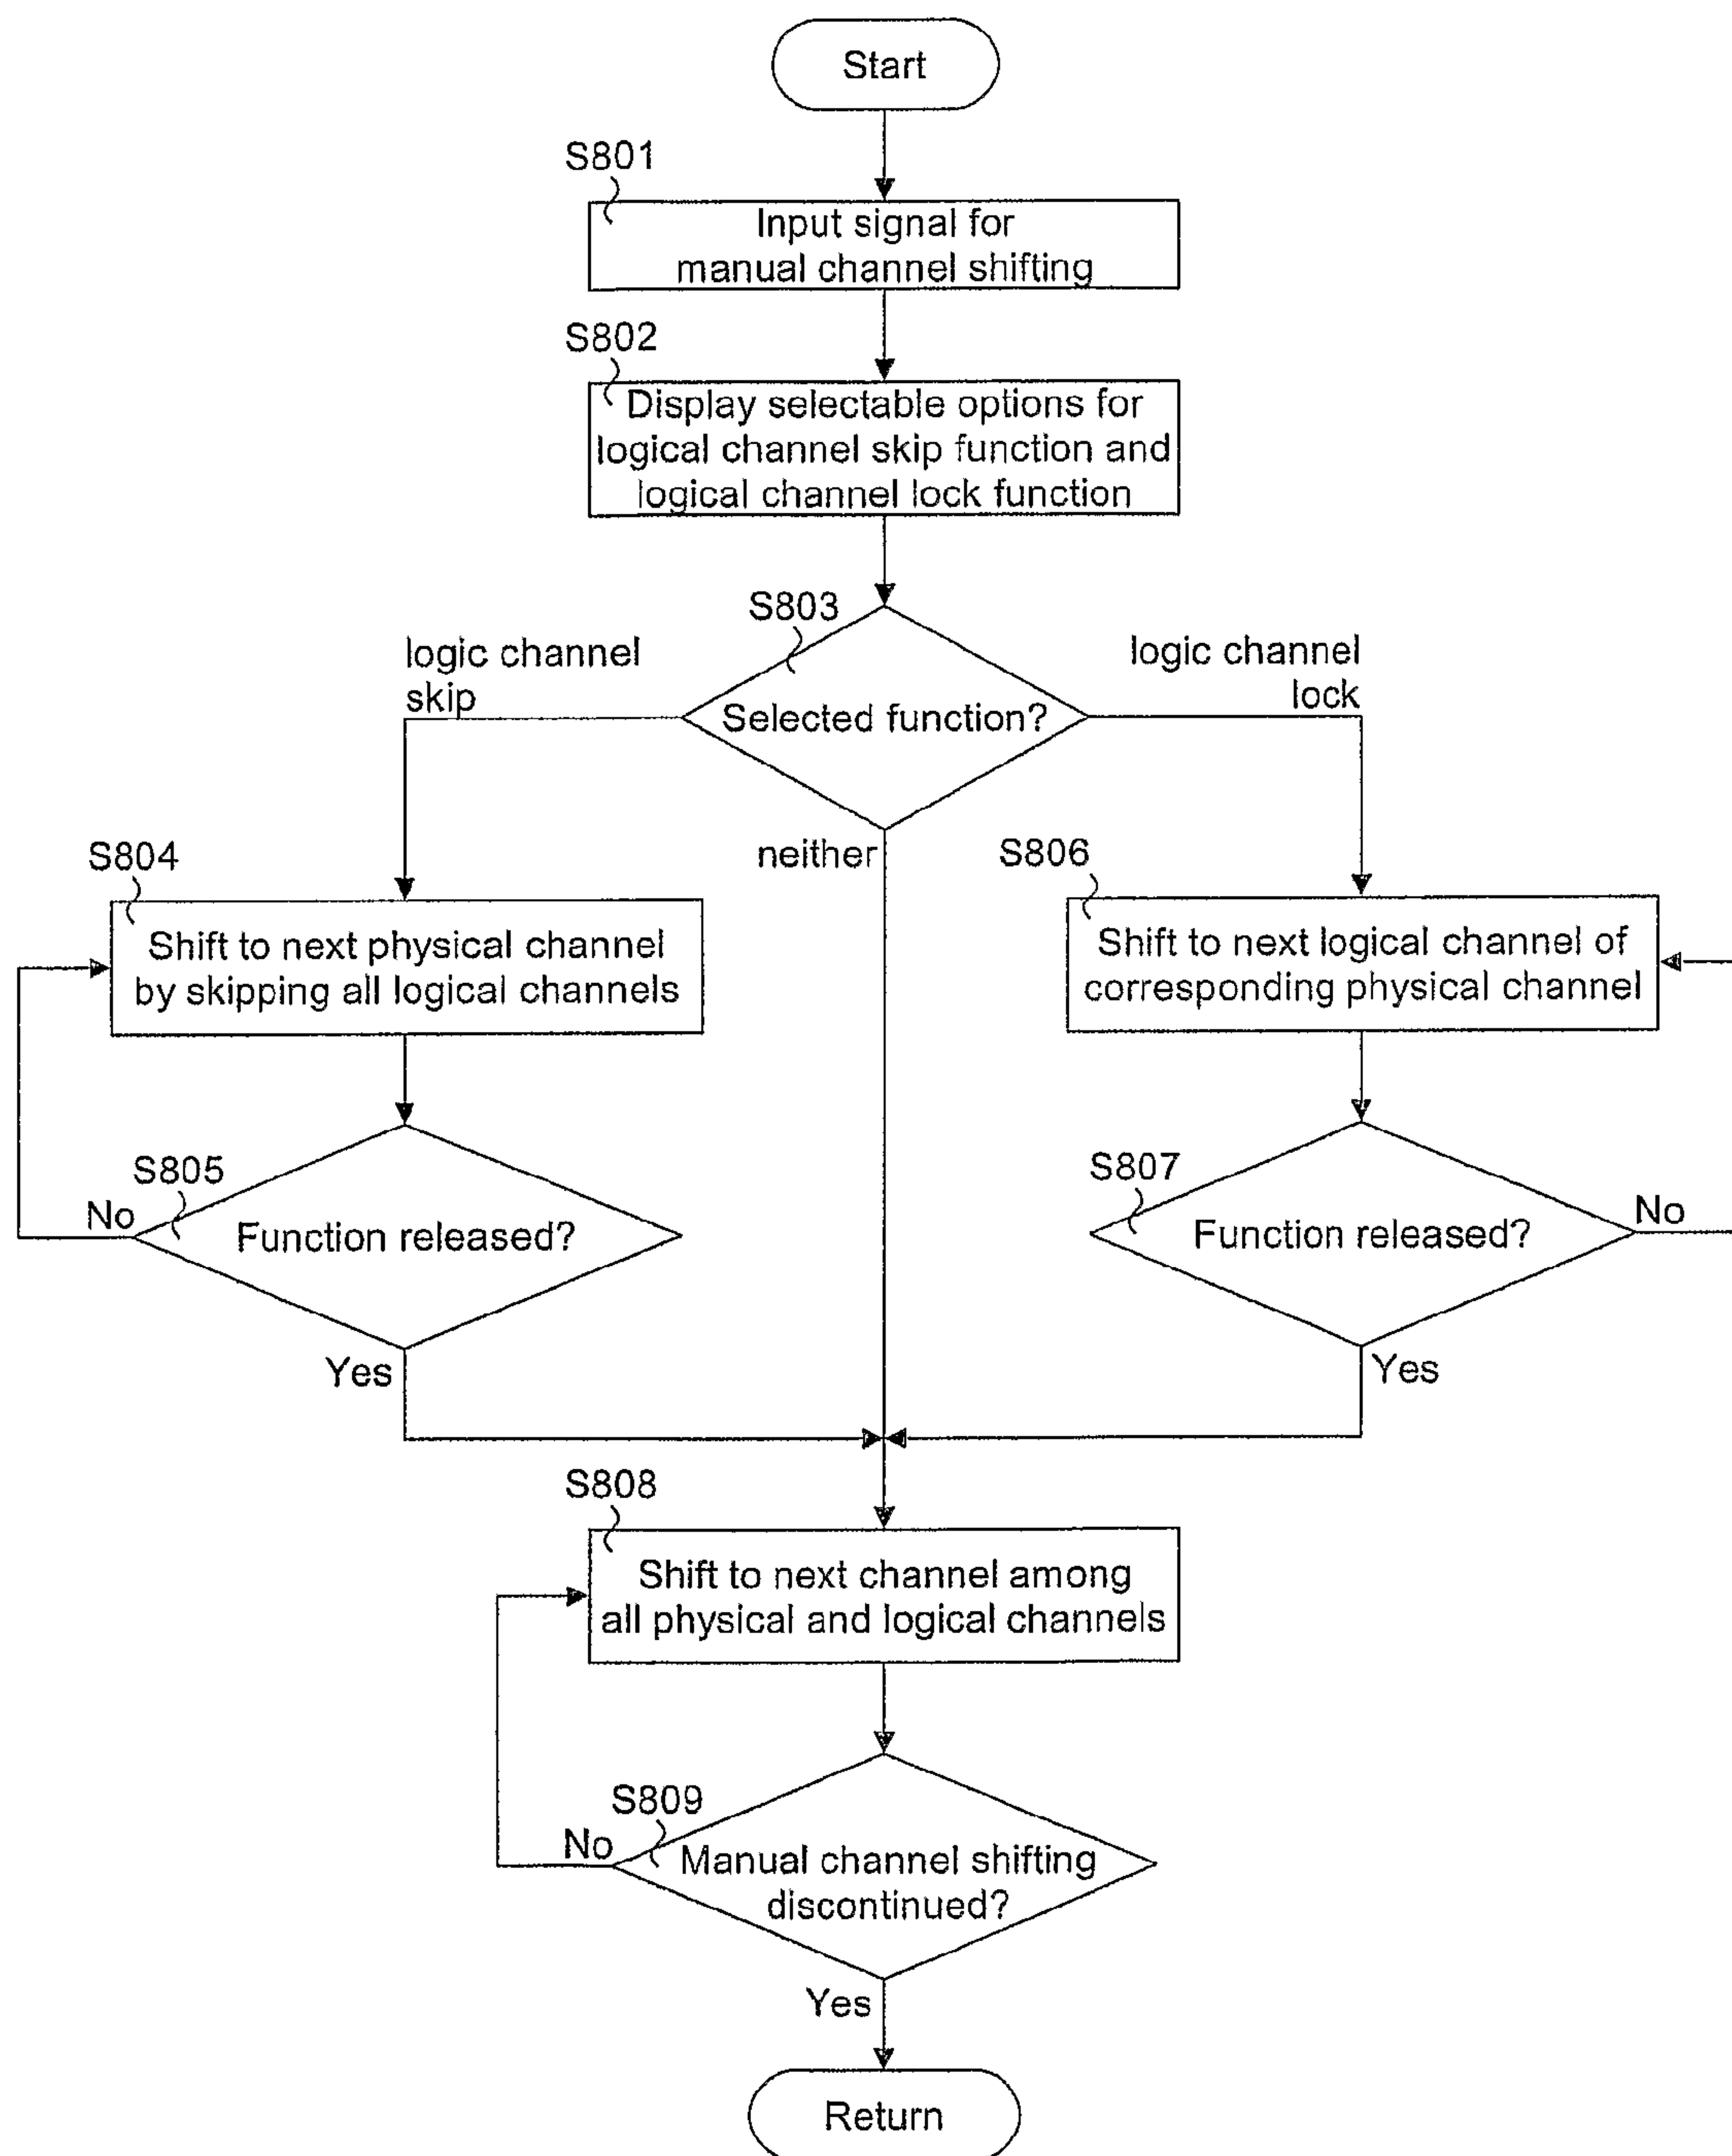 Start
S801
Input signal for
manual channel shifting
S802
Display selectable options for
logical channel skip function and
logical channel lock function
S803
Selected function?
logic channel
skip
logic channel
lock
neither
S804
Shift to next physical channel
by skipping all logical channels
S806
Shift to next logical channel of
corresponding physical channel
S805
No
Function released?
Yes
S807
No
Function released?
Yes
S808
Shift to next channel among
all physical and logical channels
S809
No
Manual channel shifting
discontinued?
Yes
Return